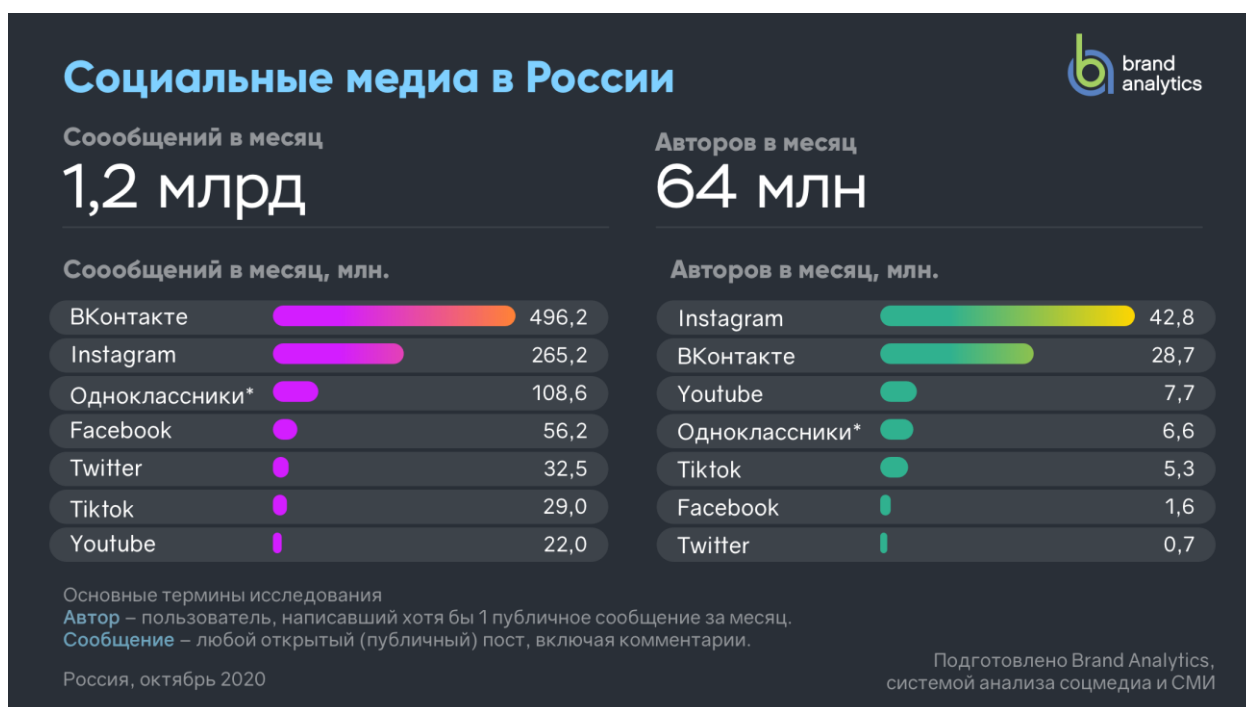 Социальные медиа в России
brand
analytics
Соообщений в месяц
1,2 млрд
Авторов в месяц
64 млн
Соообщений в месяц, млн.
ВКонтакте 496,2
Instagram 265,2
Одноклассники* 108,6
Facebook 56,2
Twitter 32,5
Tiktok 29,0
Youtube 22,0
Авторов в месяц, млн.
Instagram 42,8
ВКонтакте 28,7
Youtube 7,7
Одноклассники* 6,6
Tiktok 5,3
Facebook 1,6
Twitter 0,7
Основные термины исследования
Автор – пользователь, написавший хотя бы 1 публичное сообщение за месяц.
Сообщение – любой открытый (публичный) пост, включая комментарии.
Россия, октябрь 2020
Подготовлено Brand Analytics,
системой анализа соцмедиа и СМИ